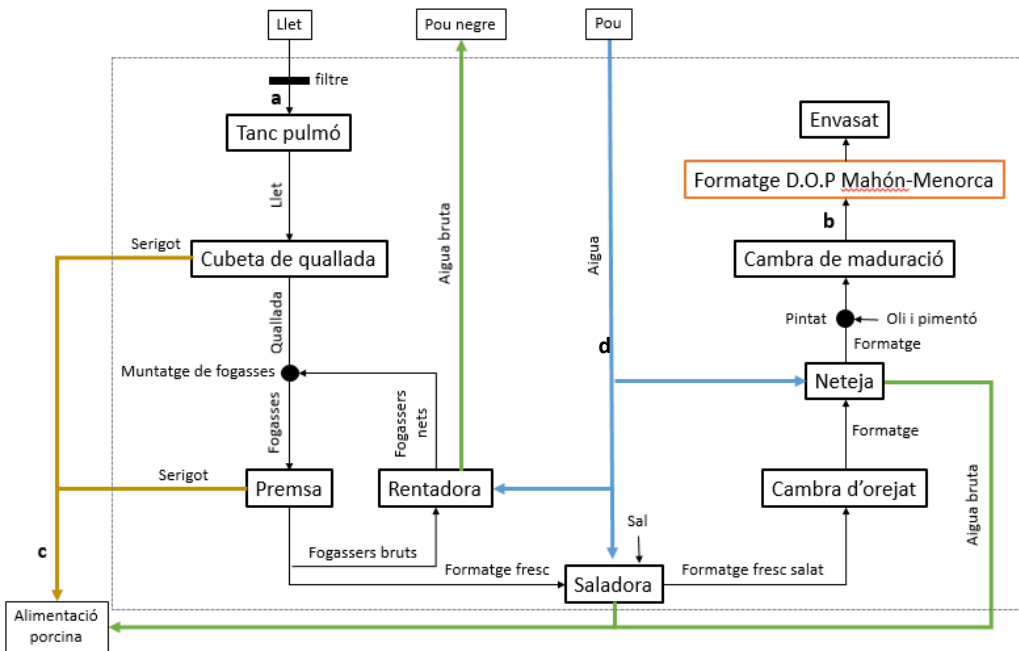 Llet
Pou negre
Pou
filtre
a
Tanc pulmó
Envasat
Formatge D.O.P Mahón-Menorca
Llet
Aigua bruta
Aigua
b
Serigot
Cubeta de quallada
Cambra de maduració
Quallada
Pintat
Oli i pimentó
Formatge
d
Muntatge de fogasses
Neteja
Fogasses
Fogassers
nets
Formatge
Serigot
Premsa
Rentadora
Cambra d'orejat
Aigua bruta
Sal
c
Fogassers bruts
Formatge fresc
Saladora
Formatge fresc salat
Alimentació
porcina